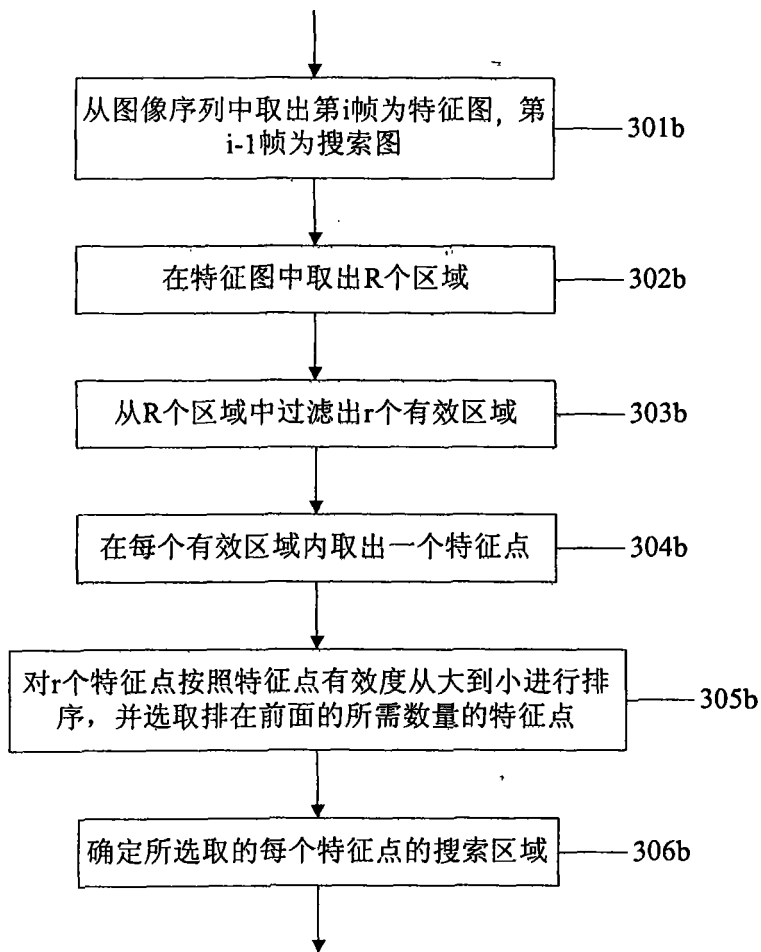 从图像序列中取出第i帧为特征图，第
i-1帧为搜索图
301b
在特征图中取出R个区域
302b
从R个区域中过滤出r个有效区域
303b
在每个有效区域内取出一个特征点
304b
对r个特征点按照特征点有效度从大到小进行排
序，并选取排在前面的所需数量的特征点
305b
确定所选取的每个特征点的搜索区域
306b